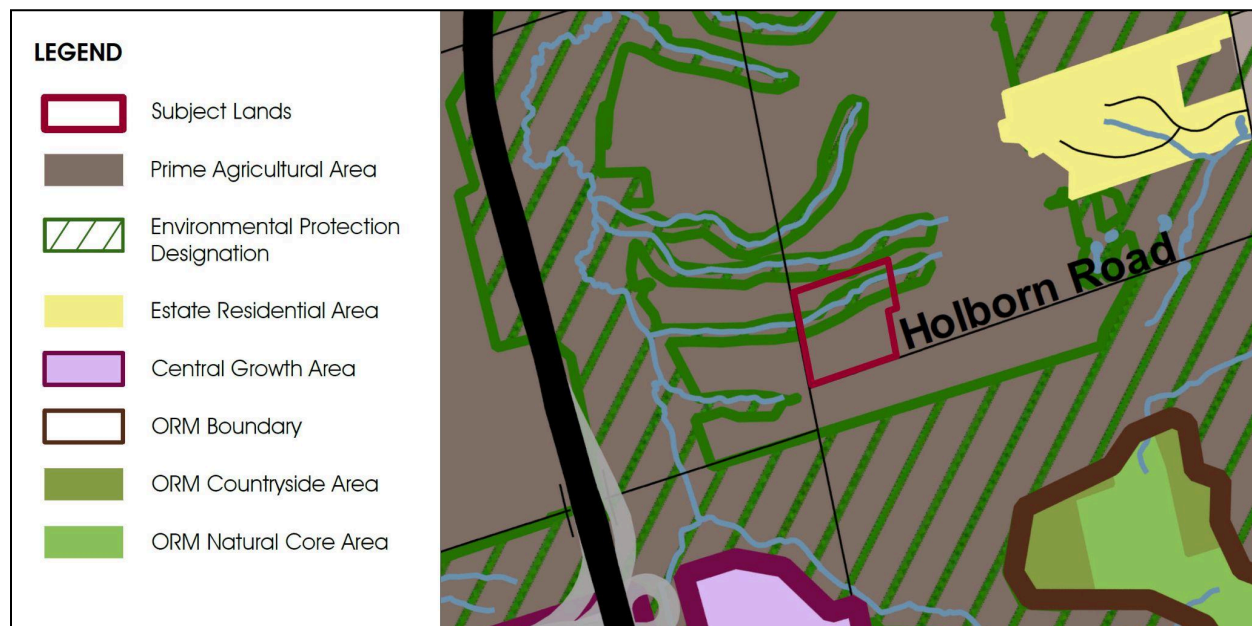 LEGEND
Subject Lands
Prime Agricultural Area
Environmental Protection
Designation
Estate Residential Area
Central Growth Area
ORM Boundary
ORM Countryside Area
ORM Natural Core Area
Holborn Road